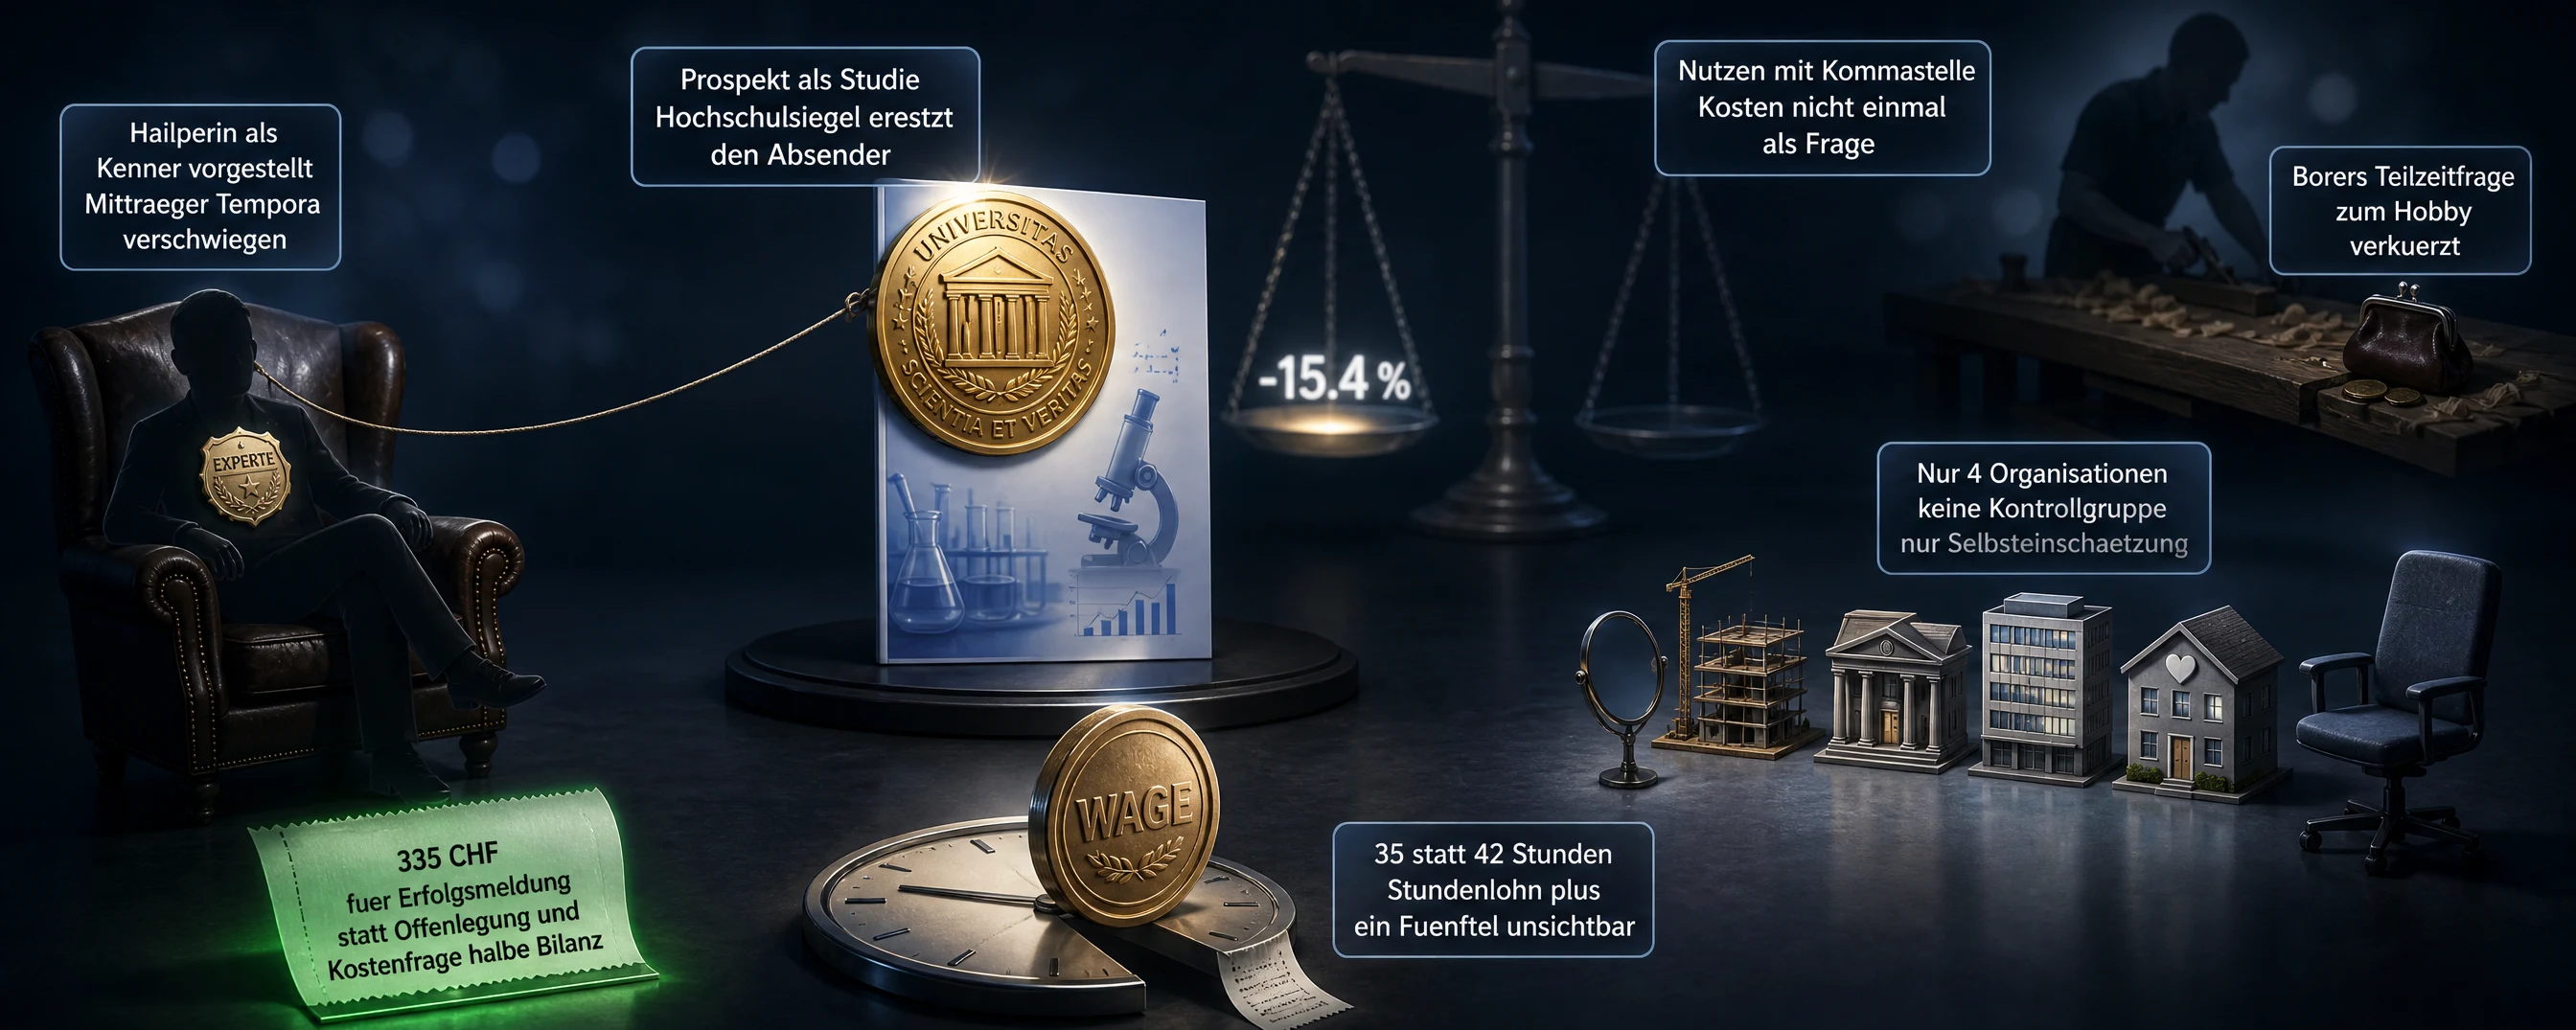 Hailperin als
Kenner vorgestellt
Mittraeger Tempora
verschwiegen
Prospekt als Studie
Hochschulsiegel erestzt
den Absender
Nutzen mit Kommastelle
Kosten nicht einmal
als Frage
Borers Teilzeitfrage
zum Hobby
verkuerzt
UNIVERSITAS
SCIENTIA ET VERITAS
-15.4 %
EXPERTE
Nur 4 Organisationen
keine Kontrollgruppe
nur Selbsteinschaetzung
335 CHF
fuer Erfolgsmeldung
statt Offenlegung und
Kostenfrage halbe Bilanz
WAGE
35 statt 42 Stunden
Stundenlohn plus
ein Fuenftel unsichtbar